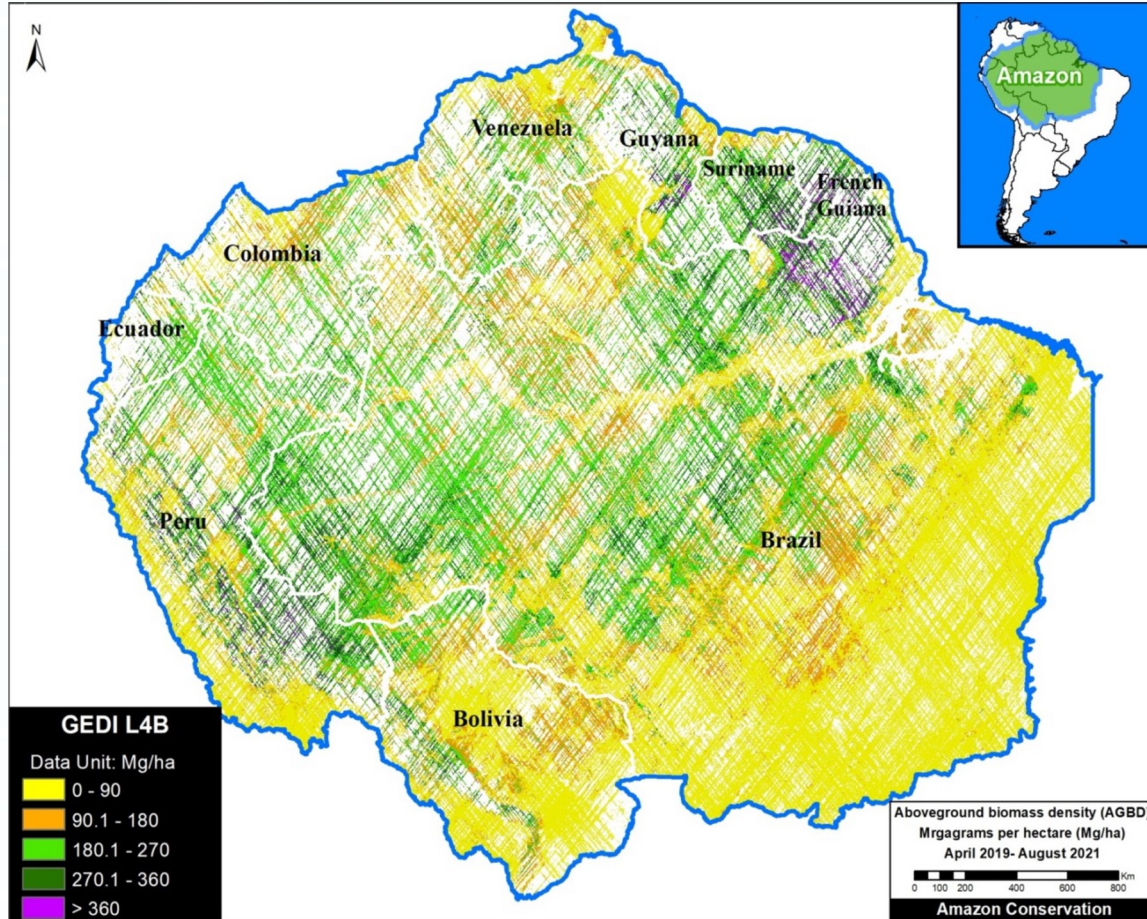 N
Amazon
Venezuela
Guyana
Suriname
French
Guiana
Colombia
Ecuador
Peru
Brazil
Bolivia
GEDI L4B
Data Unit: Mg/ha
0 - 90
90.1 - 180
180.1 - 270
270.1 - 360
> 360
Aboveground biomass density (AGBD)
Mrgagrams per hectare (Mg/ha)
April 2019- August 2021
Km
0 100 200 400 600 800
Amazon Conservation